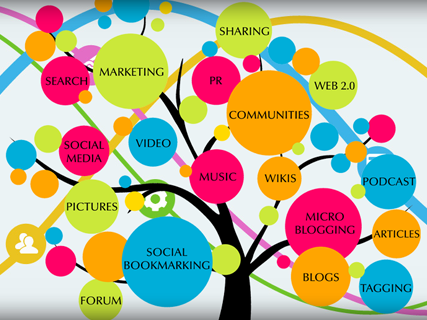 SHARING
MARKETING
SEARCH
PR
WEB 2.0
COMMUNITIES
SOCIAL
MEDIA
VIDEO
MUSIC
WIKIS
PODCAST
PICTURES
MICRO
BLOGGING
ARTICLES
SOCIAL
BOOKMARKING
BLOGS
TAGGING
FORUM